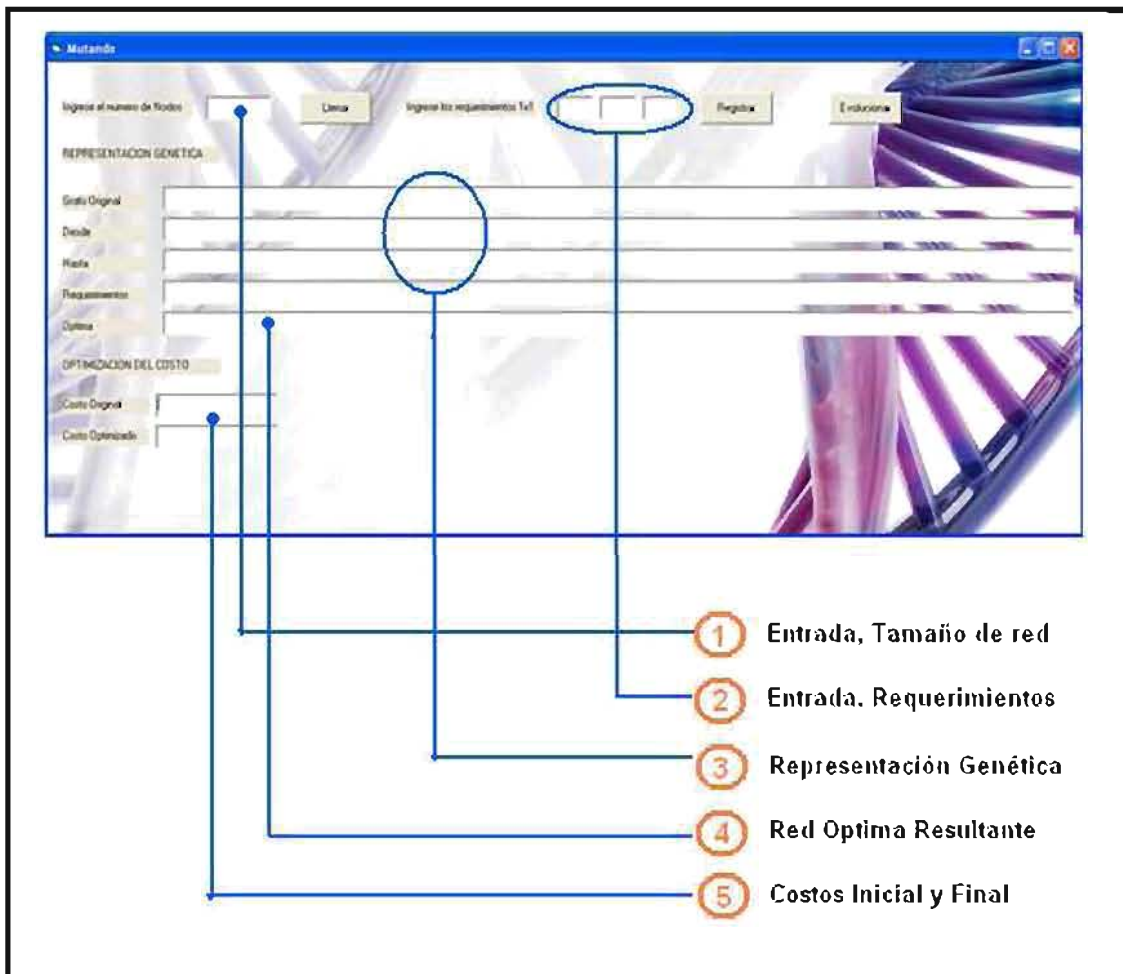 Mutando
Ingrese el numero de Nodos
Llenar
Ingrese los requerimientos 1x1
Registrar
Evolucionar
REPRESENTACION GENETICA
Grafo Original
Desde
Hasta
Requerimientos
Optima
OPTIMIZACION DEL COSTO
Costo Original
Costo Optimizado
1 Entrada, Tamaño de red
2 Entrada. Requerimientos
3 Representación Genética
4 Red Optima Resultante
5 Costos Inicial y Final